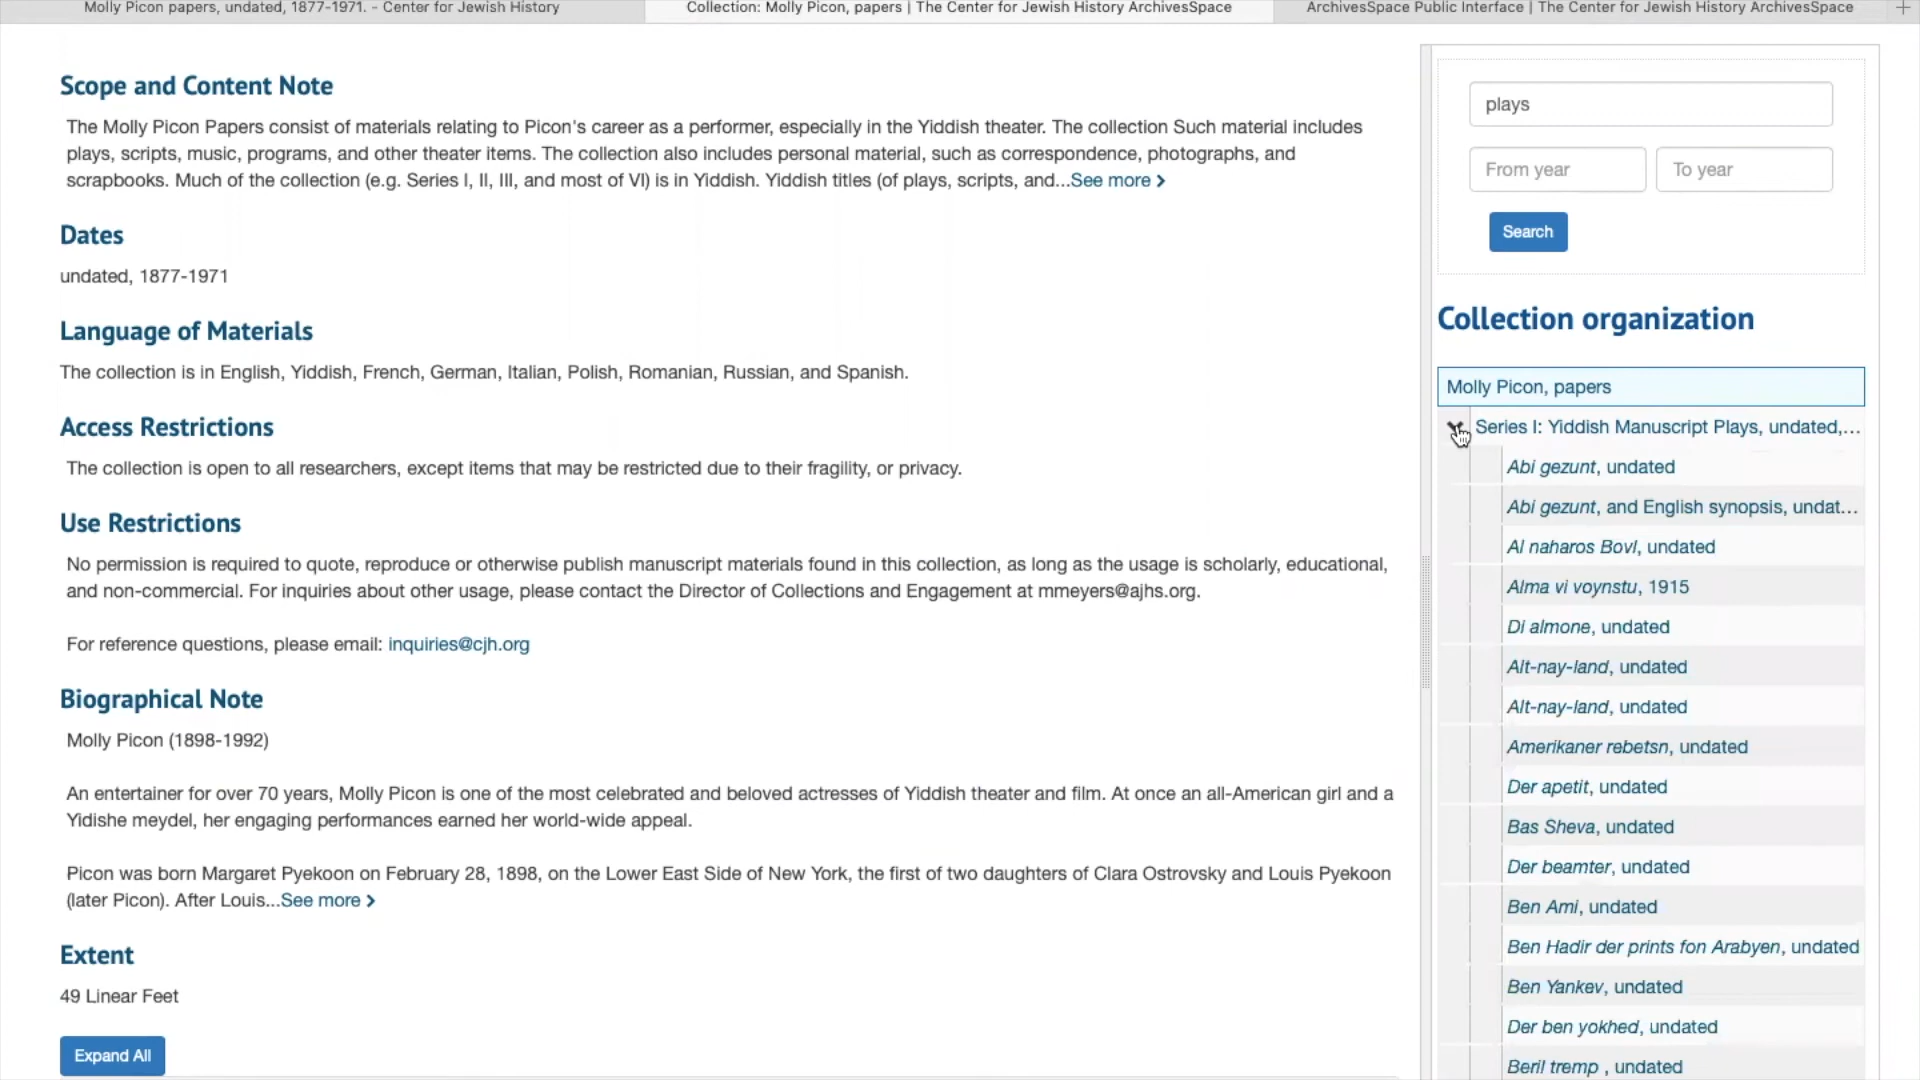 Molly Picon papers, undated, 1877-1971. - Center for Jewish History
Collection: Molly Picon, papers | The Center for Jewish History ArchivesSpace
ArchivesSpace Public Interface | The Center for Jewish History ArchivesSpace
Scope and Content Note
The Molly Picon Papers consist of materials relating to Picon's career as a performer, especially in the Yiddish theater. The collection Such material includes
plays, scripts, music, programs, and other theater items. The collection also includes personal material, such as correspondence, photographs, and
scrapbooks. Much of the collection (e.g. Series I, II, III, and most of VI) is in Yiddish. Yiddish titles (of plays, scripts, and...See more
Dates
undated, 1877-1971
Language of Materials
The collection is in English, Yiddish, French, German, Italian, Polish, Romanian, Russian, and Spanish.
Access Restrictions
The collection is open to all researchers, except items that may be restricted due to their fragility, or privacy.
Use Restrictions
No permission is required to quote, reproduce or otherwise publish manuscript materials found in this collection, as long as the usage is scholarly, educational,
and non-commercial. For inquiries about other usage, please contact the Director of Collections and Engagement at mmeyers@ajhs.org.
For reference questions, please email: inquiries@cjh.org
Biographical Note
Molly Picon (1898-1992)
An entertainer for over 70 years, Molly Picon is one of the most celebrated and beloved actresses of Yiddish theater and film. At once an all-American girl and a
Yidishe meydel, her engaging performances earned her world-wide appeal.
Picon was born Margaret Pyekoon on February 28, 1898, on the Lower East Side of New York, the first of two daughters of Clara Ostrovsky and Louis Pyekoon
(later Picon). After Louis...See more
Extent
49 Linear Feet
Expand All
plays
From year
To year
Search
Collection organization
Molly Picon, papers
Series I: Yiddish Manuscript Plays, undated,...
Abi gezunt, undated
Abi gezunt, and English synopsis, undat...
Al naharos Bovl, undated
Alma vi voynstu, 1915
Di almone, undated
Alt-nay-land, undated
Alt-nay-land, undated
Amerikaner rebetsn, undated
Der apetit, undated
Bas Sheva, undated
Der beamter, undated
Ben Ami, undated
Ben Hadir der prints fon Arabyen, undated
Ben Yankev, undated
Der ben yokhed, undated
Beril tremp , undated